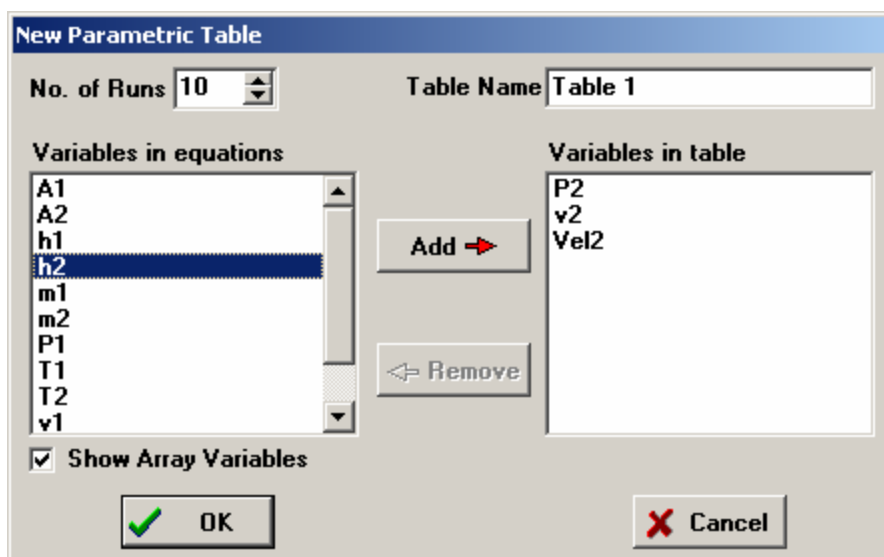 New Parametric Table
No. of Runs 10
Table Name Table 1
Variables in equations
A1
A2
h1
h2
m1
m2
P1
T1
T2
v1
Show Array Variables
Add
Remove
Variables in table
P2
v2
Vel2
OK
Cancel